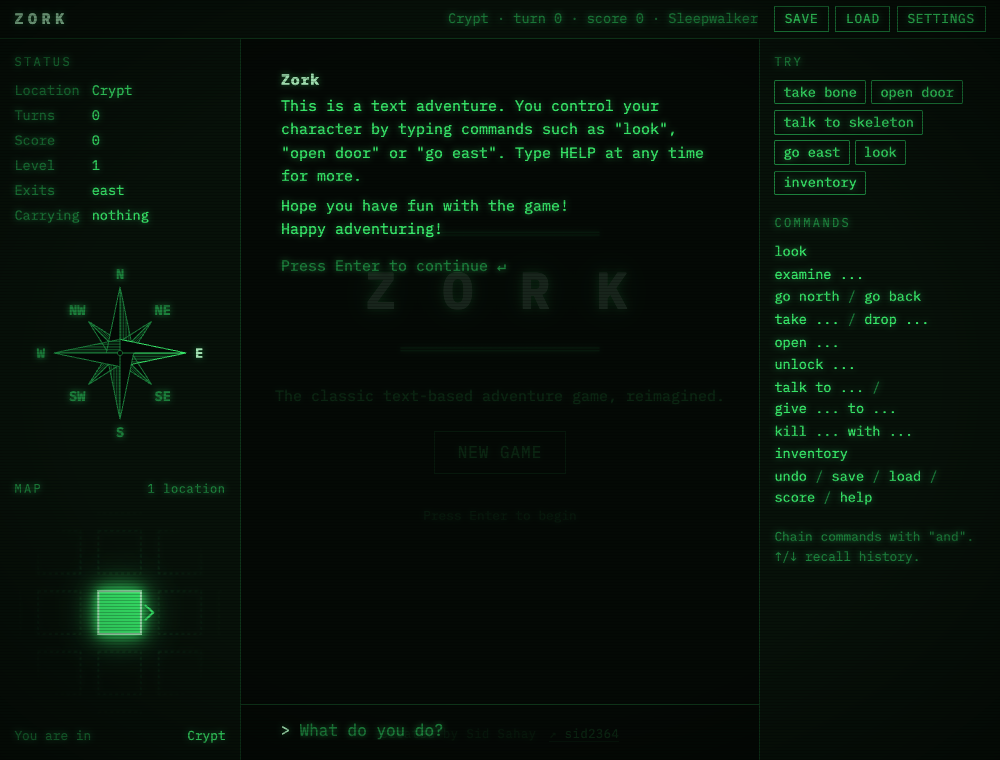 ZORK
Crypt · turn 0 · score 0 · Sleepwalker
SAVE
LOAD
SETTINGS
STATUS
Location Crypt
Turns 0
Score 0
Level 1
Exits east
Carrying nothing
N
NW NE
W E
SW SE
S
MAP 1 location
You are in Crypt
Zork
This is a text adventure. You control your
character by typing commands such as "look",
"open door" or "go east". Type HELP at any time
for more.
Hope you have fun with the game!
Happy adventuring!
Press Enter to continue ↵
ZORK
The classic text-based adventure game, reimagined.
NEW GAME
Press Enter to begin
> What do you do?
by Sid Sahay · sid2364
TRY
take bone
open door
talk to skeleton
go east
look
inventory
COMMANDS
look
examine ...
go north / go back
take ... / drop ...
open ...
unlock ...
talk to ... /
give ... to ...
kill ... with ...
inventory
undo / save / load /
score / help
Chain commands with "and".
↑/↓ recall history.